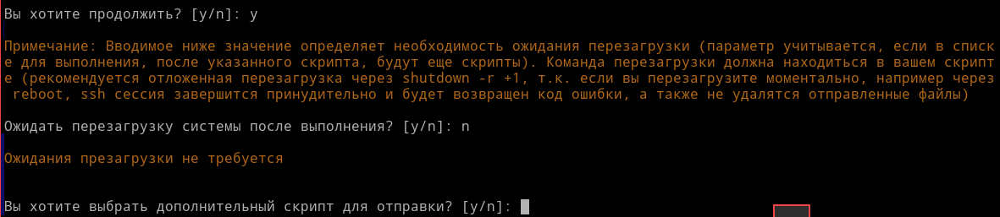 Вы хотите продолжить? [y/n]: y
Примечание: Вводимое ниже значение определяет необходимость ожидания перезагрузки (параметр учитывается, если в списк
е для выполнения, после указанного скрипта, будут еще скрипты). Команда перезагрузки должна находиться в вашем скрипт
е (рекомендуется отложенная перезагрузка через shutdown -r +1, т.к. если вы перезагрузите моментально, например через
reboot, ssh сессия завершится принудительно и будет возвращен код ошибки, а также не удалятся отправленные файлы)
Ожидать перезагрузку системы после выполнения? [y/n]: n
Ожидания презагрузки не требуется
Вы хотите выбрать дополнительный скрипт для отправки? [y/n]: